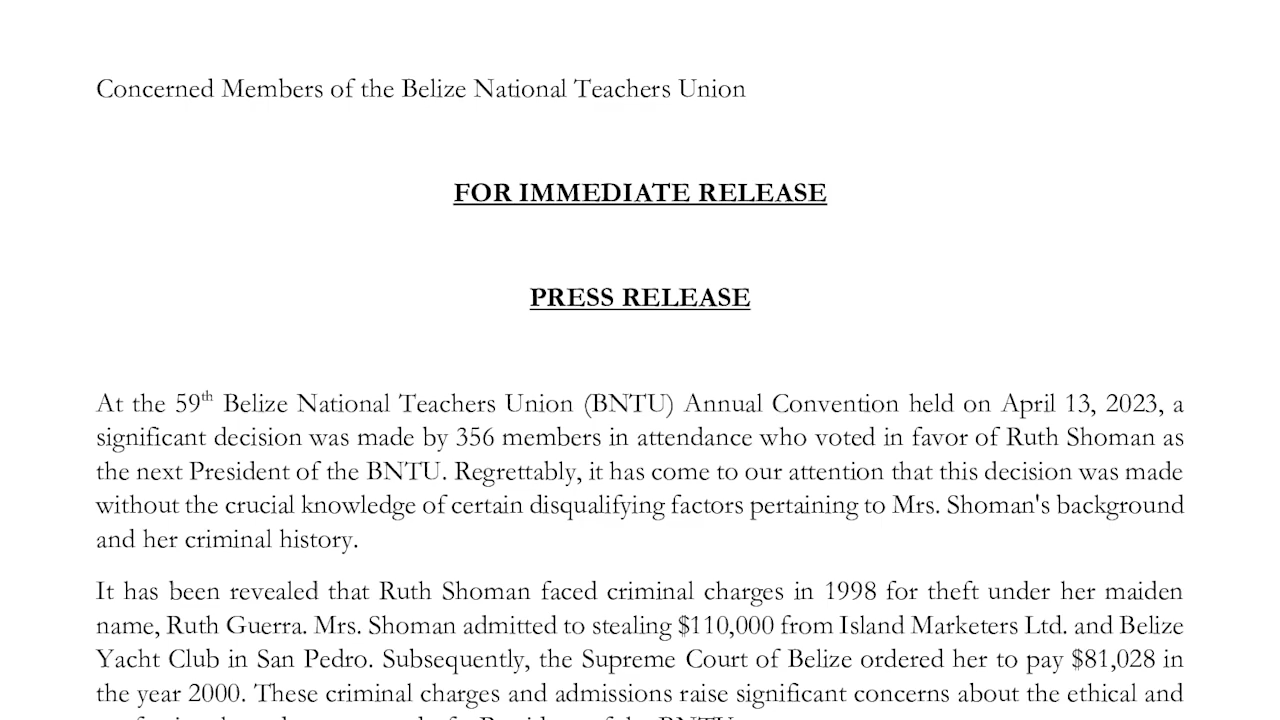 Concerned Members of the Belize National Teachers Union
FOR IMMEDIATE RELEASE
PRESS RELEASE
At the 59th Belize National Teachers Union (BNTU) Annual Convention held on April 13, 2023, a
significant decision was made by 356 members in attendance who voted in favor of Ruth Shoman as
the next President of the BNTU. Regrettably, it has come to our attention that this decision was made
without the crucial knowledge of certain disqualifying factors pertaining to Mrs. Shoman's background
and her criminal history.
It has been revealed that Ruth Shoman faced criminal charges in 1998 for theft under her maiden
name, Ruth Guerra. Mrs. Shoman admitted to stealing $110,000 from Island Marketers Ltd. and Belize
Yacht Club in San Pedro. Subsequently, the Supreme Court of Belize ordered her to pay $81,028 in
the year 2000. These criminal charges and admissions raise significant concerns about the ethical and